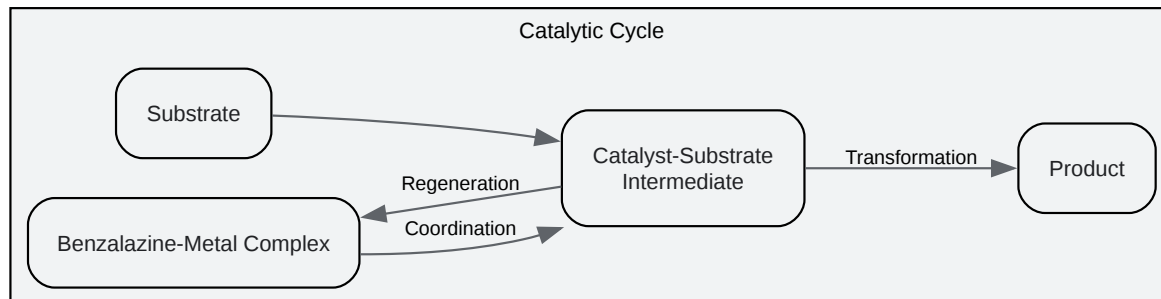 Catalytic Cycle
Substrate
Catalyst-Substrate
Intermediate
Transformation
Product
Regeneration
Coordination
Benzalazine-Metal Complex